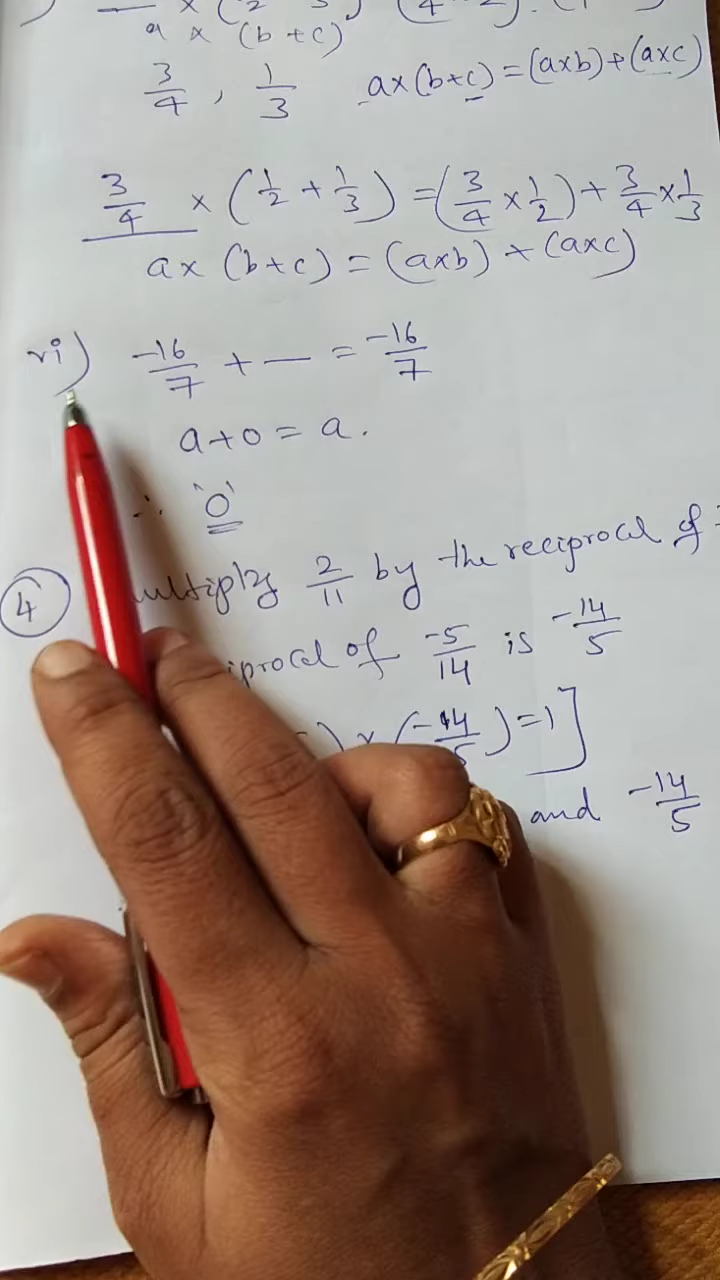 a × (b + c)
3/4 , 1/3 a×(b+c) = (a×b)+(a×c)
3/4 × (1/2 + 1/3) = (3/4 × 1/2) + 3/4 × 1/3
a× (b+c) = (a×b) + (a×c)
vi) -16/7 + — = -16/7
a+0 = a.
∴ '0'
4 2/11 by the reciprocal of
of -5/14 is -14/5
) × (-14/5) = 1]
and -14/5